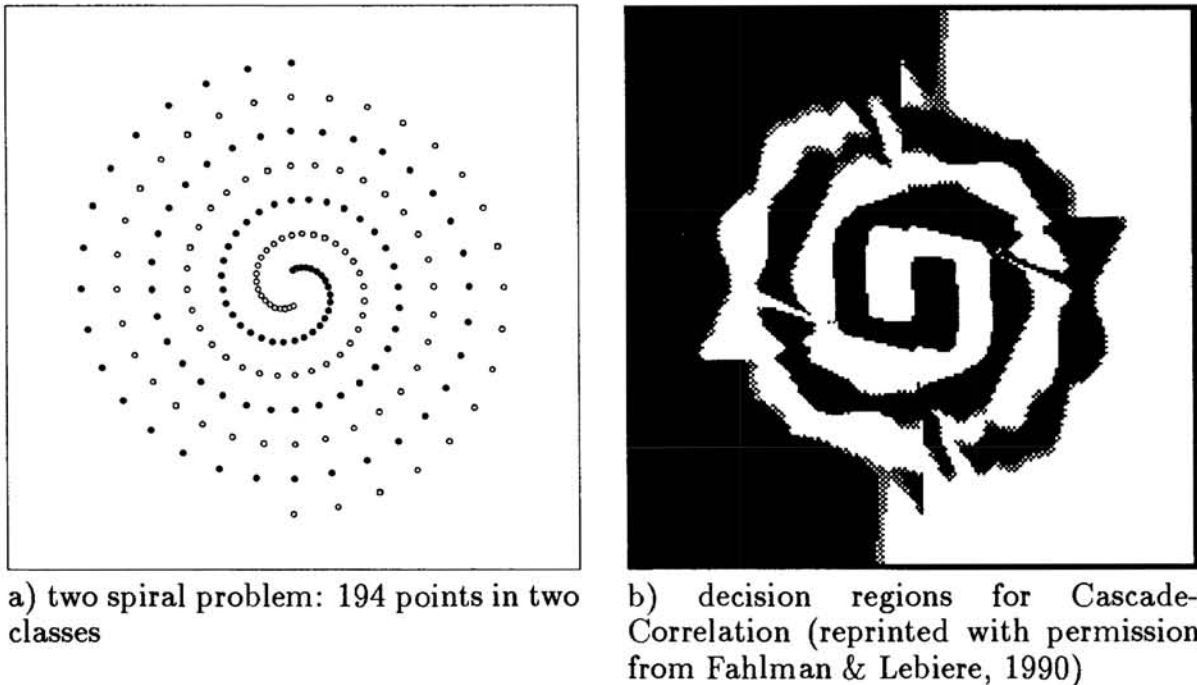 a) two spiral problem: 194 points in two
classes
b) decision regions for Cascade-
Correlation (reprinted with permission
from Fahlman & Lebiere, 1990)